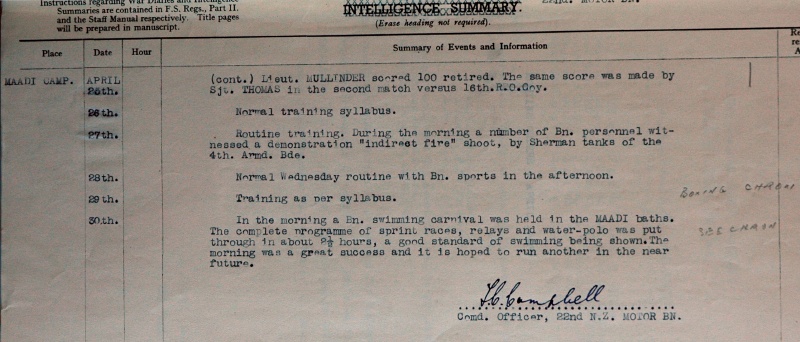 Instructions regarding War Diaries and Intelligence
Summaries are contained in F.S. Regs., Part II.
and the Staff Manual respectively. Title pages
will be prepared in manuscript.
INTELLIGENCE SUMMARY.
(Erase heading not required).
22nd. MOTOR BN.
Place Date Hour Summary of Events and Information
MAADI CAMP. APRIL
25th. (cont.) Lieut. MULLINDER scored 100 retired. The same score was made by
Sjt. THOMAS in the second match versus 16th.R.O.Coy.
26th. Normal training syllabus.
27th. Routine training. During the morning a number of Bn. personnel wit-
nessed a demonstration "indirect fire" shoot, by Sherman tanks of the
4th. Armd. Bde.
28th. Normal Wednesday routine with Bn. sports in the afternoon.
29th. Training as per syllabus.
30th. In the morning a Bn. swimming carnival was held in the MAADI baths.
The complete programme of sprint races, relays and water-polo was put
through in about 2½ hours, a good standard of swimming being shown.The
morning was a great success and it is hoped to run another in the near
future.
Campbell
Comd. Officer, 22nd N.Z. MOTOR BN.